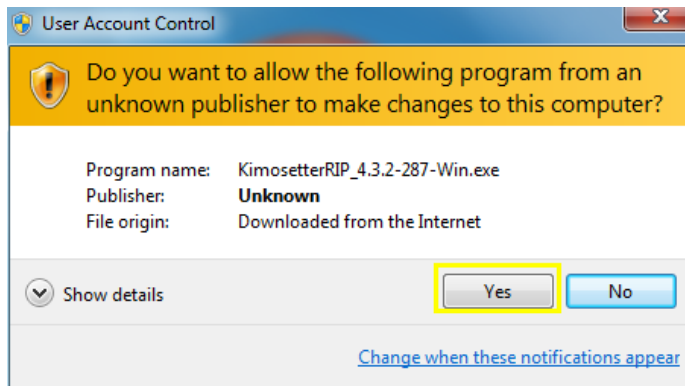 User Account Control
Do you want to allow the following program from an
unknown publisher to make changes to this computer?
Program name: KimosetterRIP_4.3.2-287-Win.exe
Publisher: Unknown
File origin: Downloaded from the Internet
Show details Yes No
Change when these notifications appear